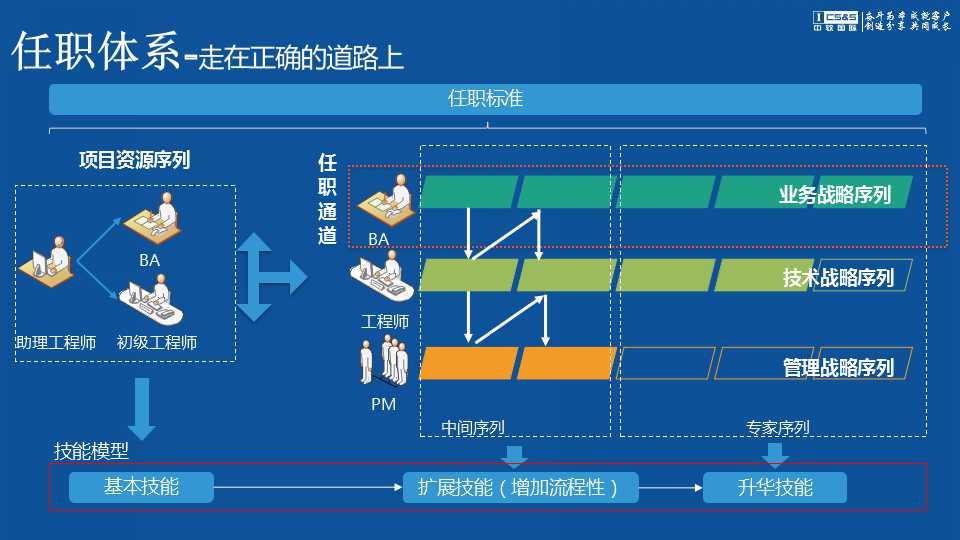 ICS&S
中软国际
奋斗为本 成就客户
创造分享 共同成长
任职体系-走在正确的道路上
任职标准
项目资源序列
任职通道
BA
业务战略序列
BA
技术战略序列
助理工程师
初级工程师
工程师
管理战略序列
PM
中间序列
专家序列
技能模型
基本技能
扩展技能（增加流程性）
升华技能